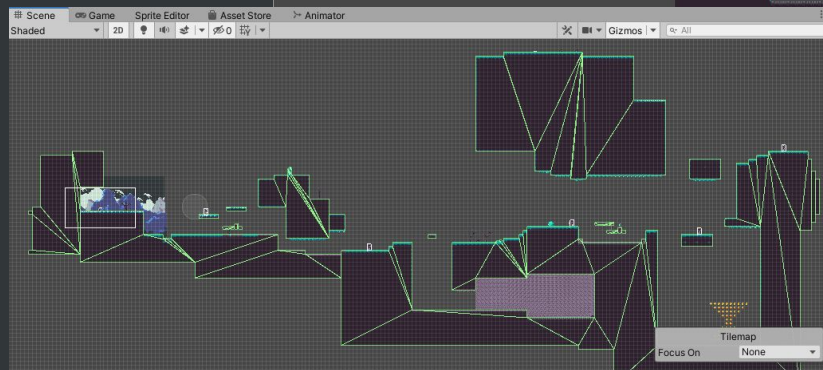 Scene Game Sprite Editor Asset Store Animator
Shaded 2D 0 Gizmos All
Tilemap
Focus On None